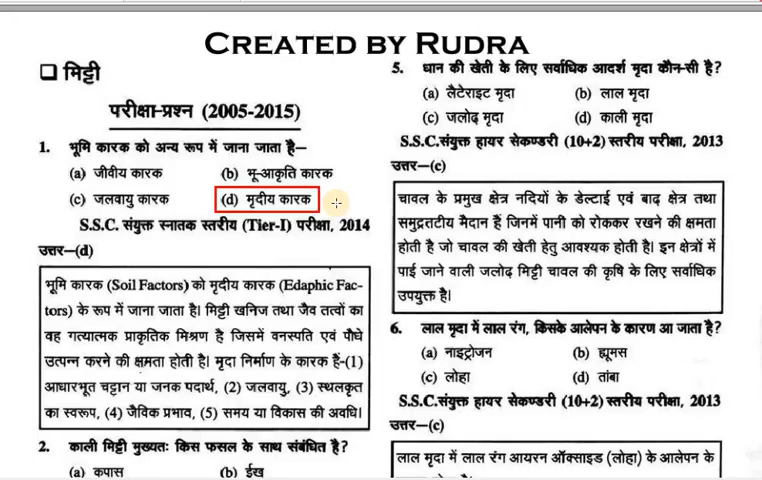 CREATED BY RUDRA
❑ मिट्टी
परीक्षा-प्रश्न (2005-2015)
1. भूमि कारक को अन्य रूप में जाना जाता है–
(a) जीवीय कारक (b) भू-आकृति कारक
(c) जलवायु कारक (d) मृदीय कारक
S.S.C. संयुक्त स्नातक स्तरीय (Tier-I) परीक्षा, 2014
उत्तर–(d)
भूमि कारक (Soil Factors) को मृदीय कारक (Edaphic Fac-
tors) के रूप में जाना जाता है। मिट्टी खनिज तथा जैव तत्वों का
वह गत्यात्मक प्राकृतिक मिश्रण है जिसमें वनस्पति एवं पौधे
उत्पन्न करने की क्षमता होती है। मृदा निर्माण के कारक हैं-(1)
आधारभूत चट्टान या जनक पदार्थ, (2) जलवायु, (3) स्थलकृत
का स्वरूप, (4) जैविक प्रभाव, (5) समय या विकास की अवधि।
2. काली मिट्टी मुख्यतः किस फसल के साथ संबंधित है?
(a) कपास (b) ईख
5. धान की खेती के लिए सर्वाधिक आदर्श मृदा कौन-सी है?
(a) लैटेराइट मृदा (b) लाल मृदा
(c) जलोढ़ मृदा (d) काली मृदा
S.S.C.संयुक्त हायर सेकण्डरी (10+2) स्तरीय परीक्षा, 2013
उत्तर–(c)
चावल के प्रमुख क्षेत्र नदियों के डेल्टाई एवं बाढ़ क्षेत्र तथा
समुद्रतटीय मैदान हैं जिनमें पानी को रोककर रखने की क्षमता
होती है जो चावल की खेती हेतु आवश्यक होती है। इन क्षेत्रों में
पाई जाने वाली जलोढ़ मिट्टी चावल की कृषि के लिए सर्वाधिक
उपयुक्त है।
6. लाल मृदा में लाल रंग, किसके आलेपन के कारण आ जाता है?
(a) नाइट्रोजन (b) ह्यूमस
(c) लोहा (d) तांबा
S.S.C.संयुक्त हायर सेकण्डरी (10+2) स्तरीय परीक्षा, 2013
उत्तर–(c)
लाल मृदा में लाल रंग आयरन ऑक्साइड (लोहा) के आलेपन के